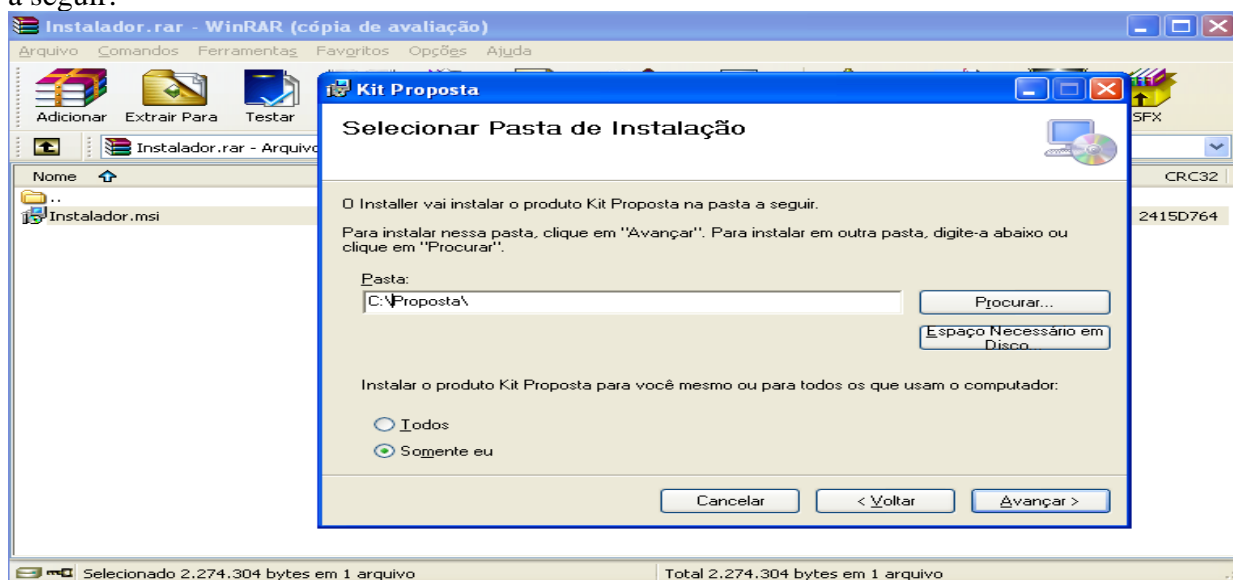 a seguir:
Instalador.rar - WinRAR (cópia de avaliação)
Arquivo Comandos Ferramentas Favoritos Opções Ajuda
Adicionar Extrair Para Testar SFX
Kit Proposta
Selecionar Pasta de Instalação
Instalador.rar - Arquivo
Nome CRC32
..
Instalador.msi 2415D764
O Installer vai instalar o produto Kit Proposta na pasta a seguir.
Para instalar nessa pasta, clique em "Avançar". Para instalar em outra pasta, digite-a abaixo ou
clique em "Procurar".
Pasta:
C:\Proposta\
Procurar...
Espaço Necessário em
Disco...
Instalar o produto Kit Proposta para você mesmo ou para todos os que usam o computador:
Todos
Somente eu
Cancelar < Voltar Avançar >
Selecionado 2.274.304 bytes em 1 arquivo Total 2.274.304 bytes em 1 arquivo